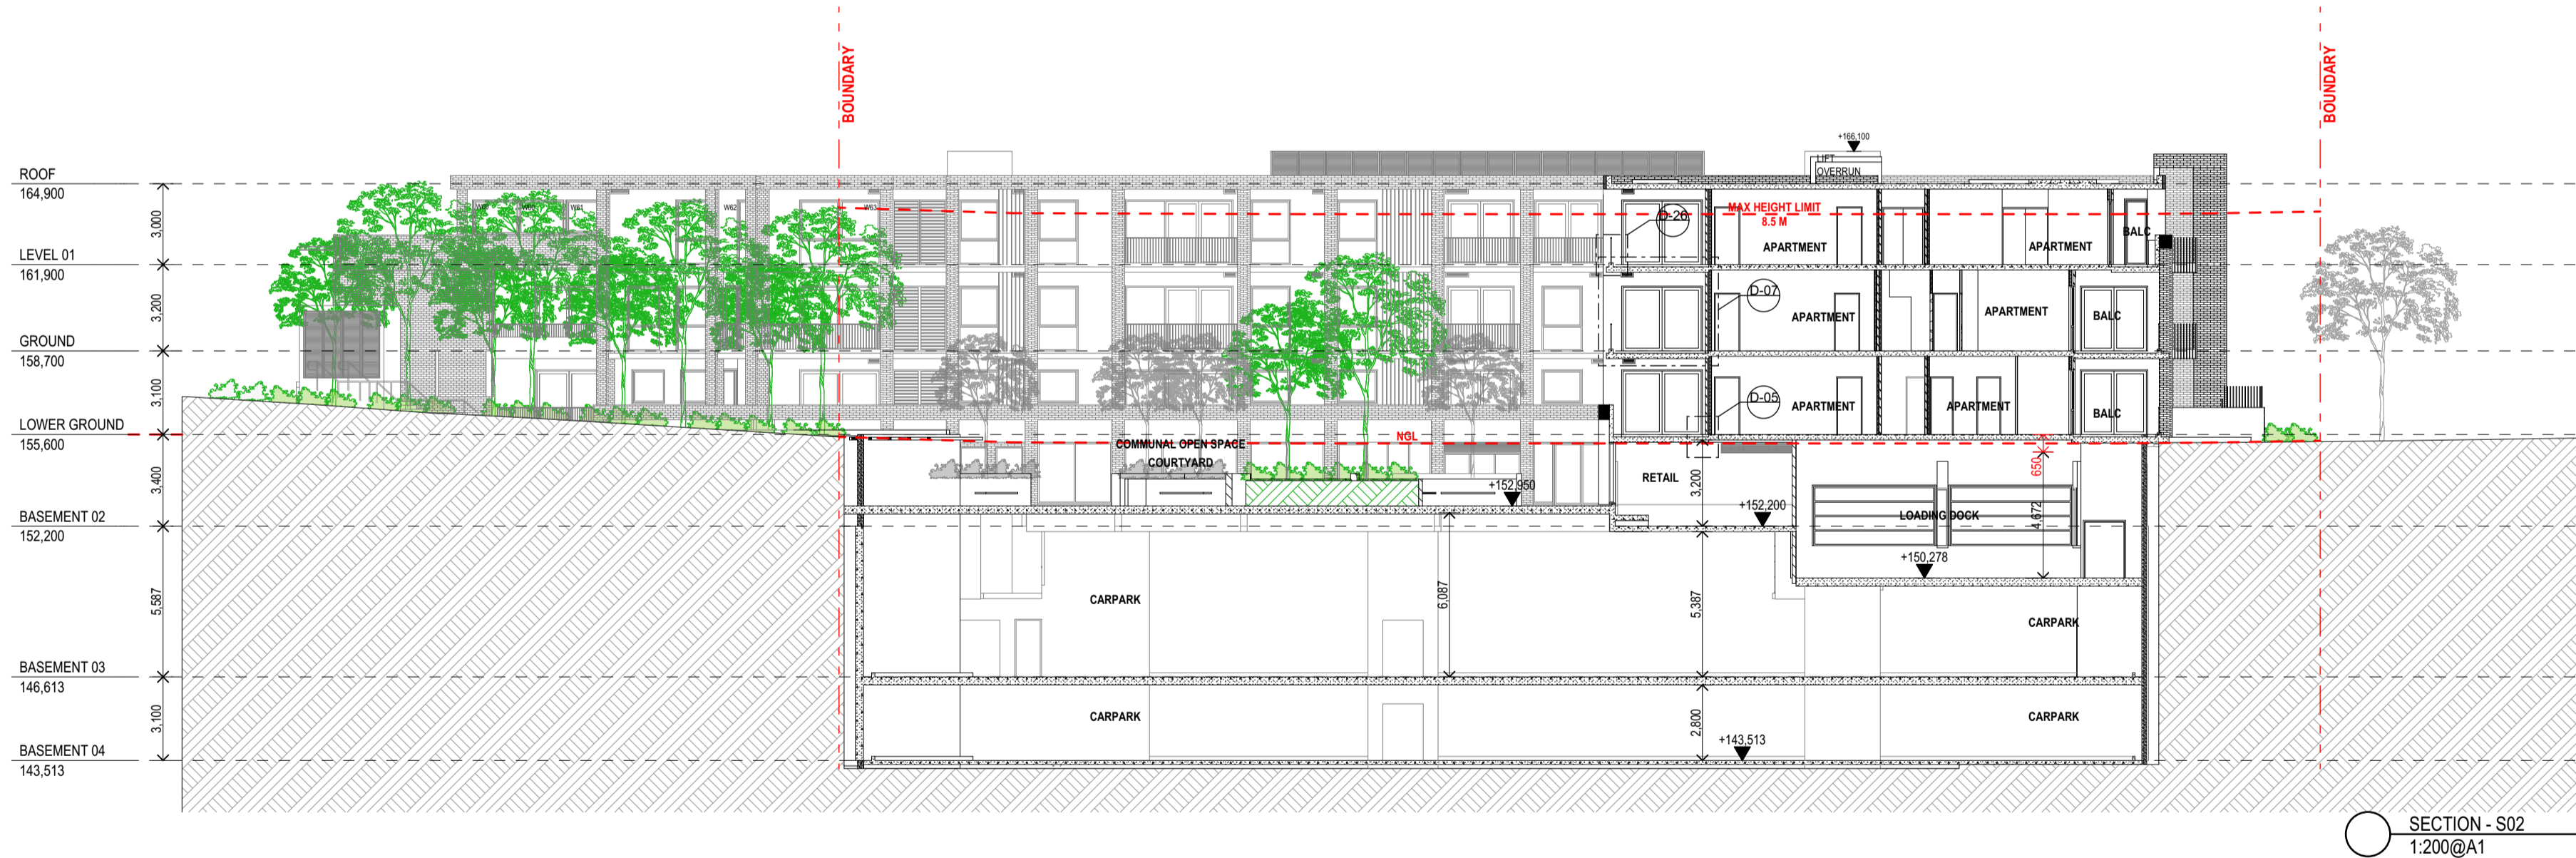 BOUNDARY
BOUNDARY
+166,100
LIFT
OVERRUN
ROOF
164,900
3,000
W61
W62
W63
MAX HEIGHT LIMIT
8.5 M
D-26
APARTMENT
APARTMENT
BALC
LEVEL 01
161,900
3,200
D-07
APARTMENT
APARTMENT
BALC
GROUND
158,700
3,100
D-05
APARTMENT
APARTMENT
BALC
LOWER GROUND
155,600
3,400
COMMUNAL OPEN SPACE
COURTYARD
NGL
+152,950
RETAIL
3,200
+152,200
650
LOADING DOCK
4,672
+150,278
BASEMENT 02
152,200
5,587
CARPARK
6,087
5,387
CARPARK
BASEMENT 03
146,613
3,100
CARPARK
2,800
CARPARK
+143,513
BASEMENT 04
143,513
SECTION - S02
1:200@A1